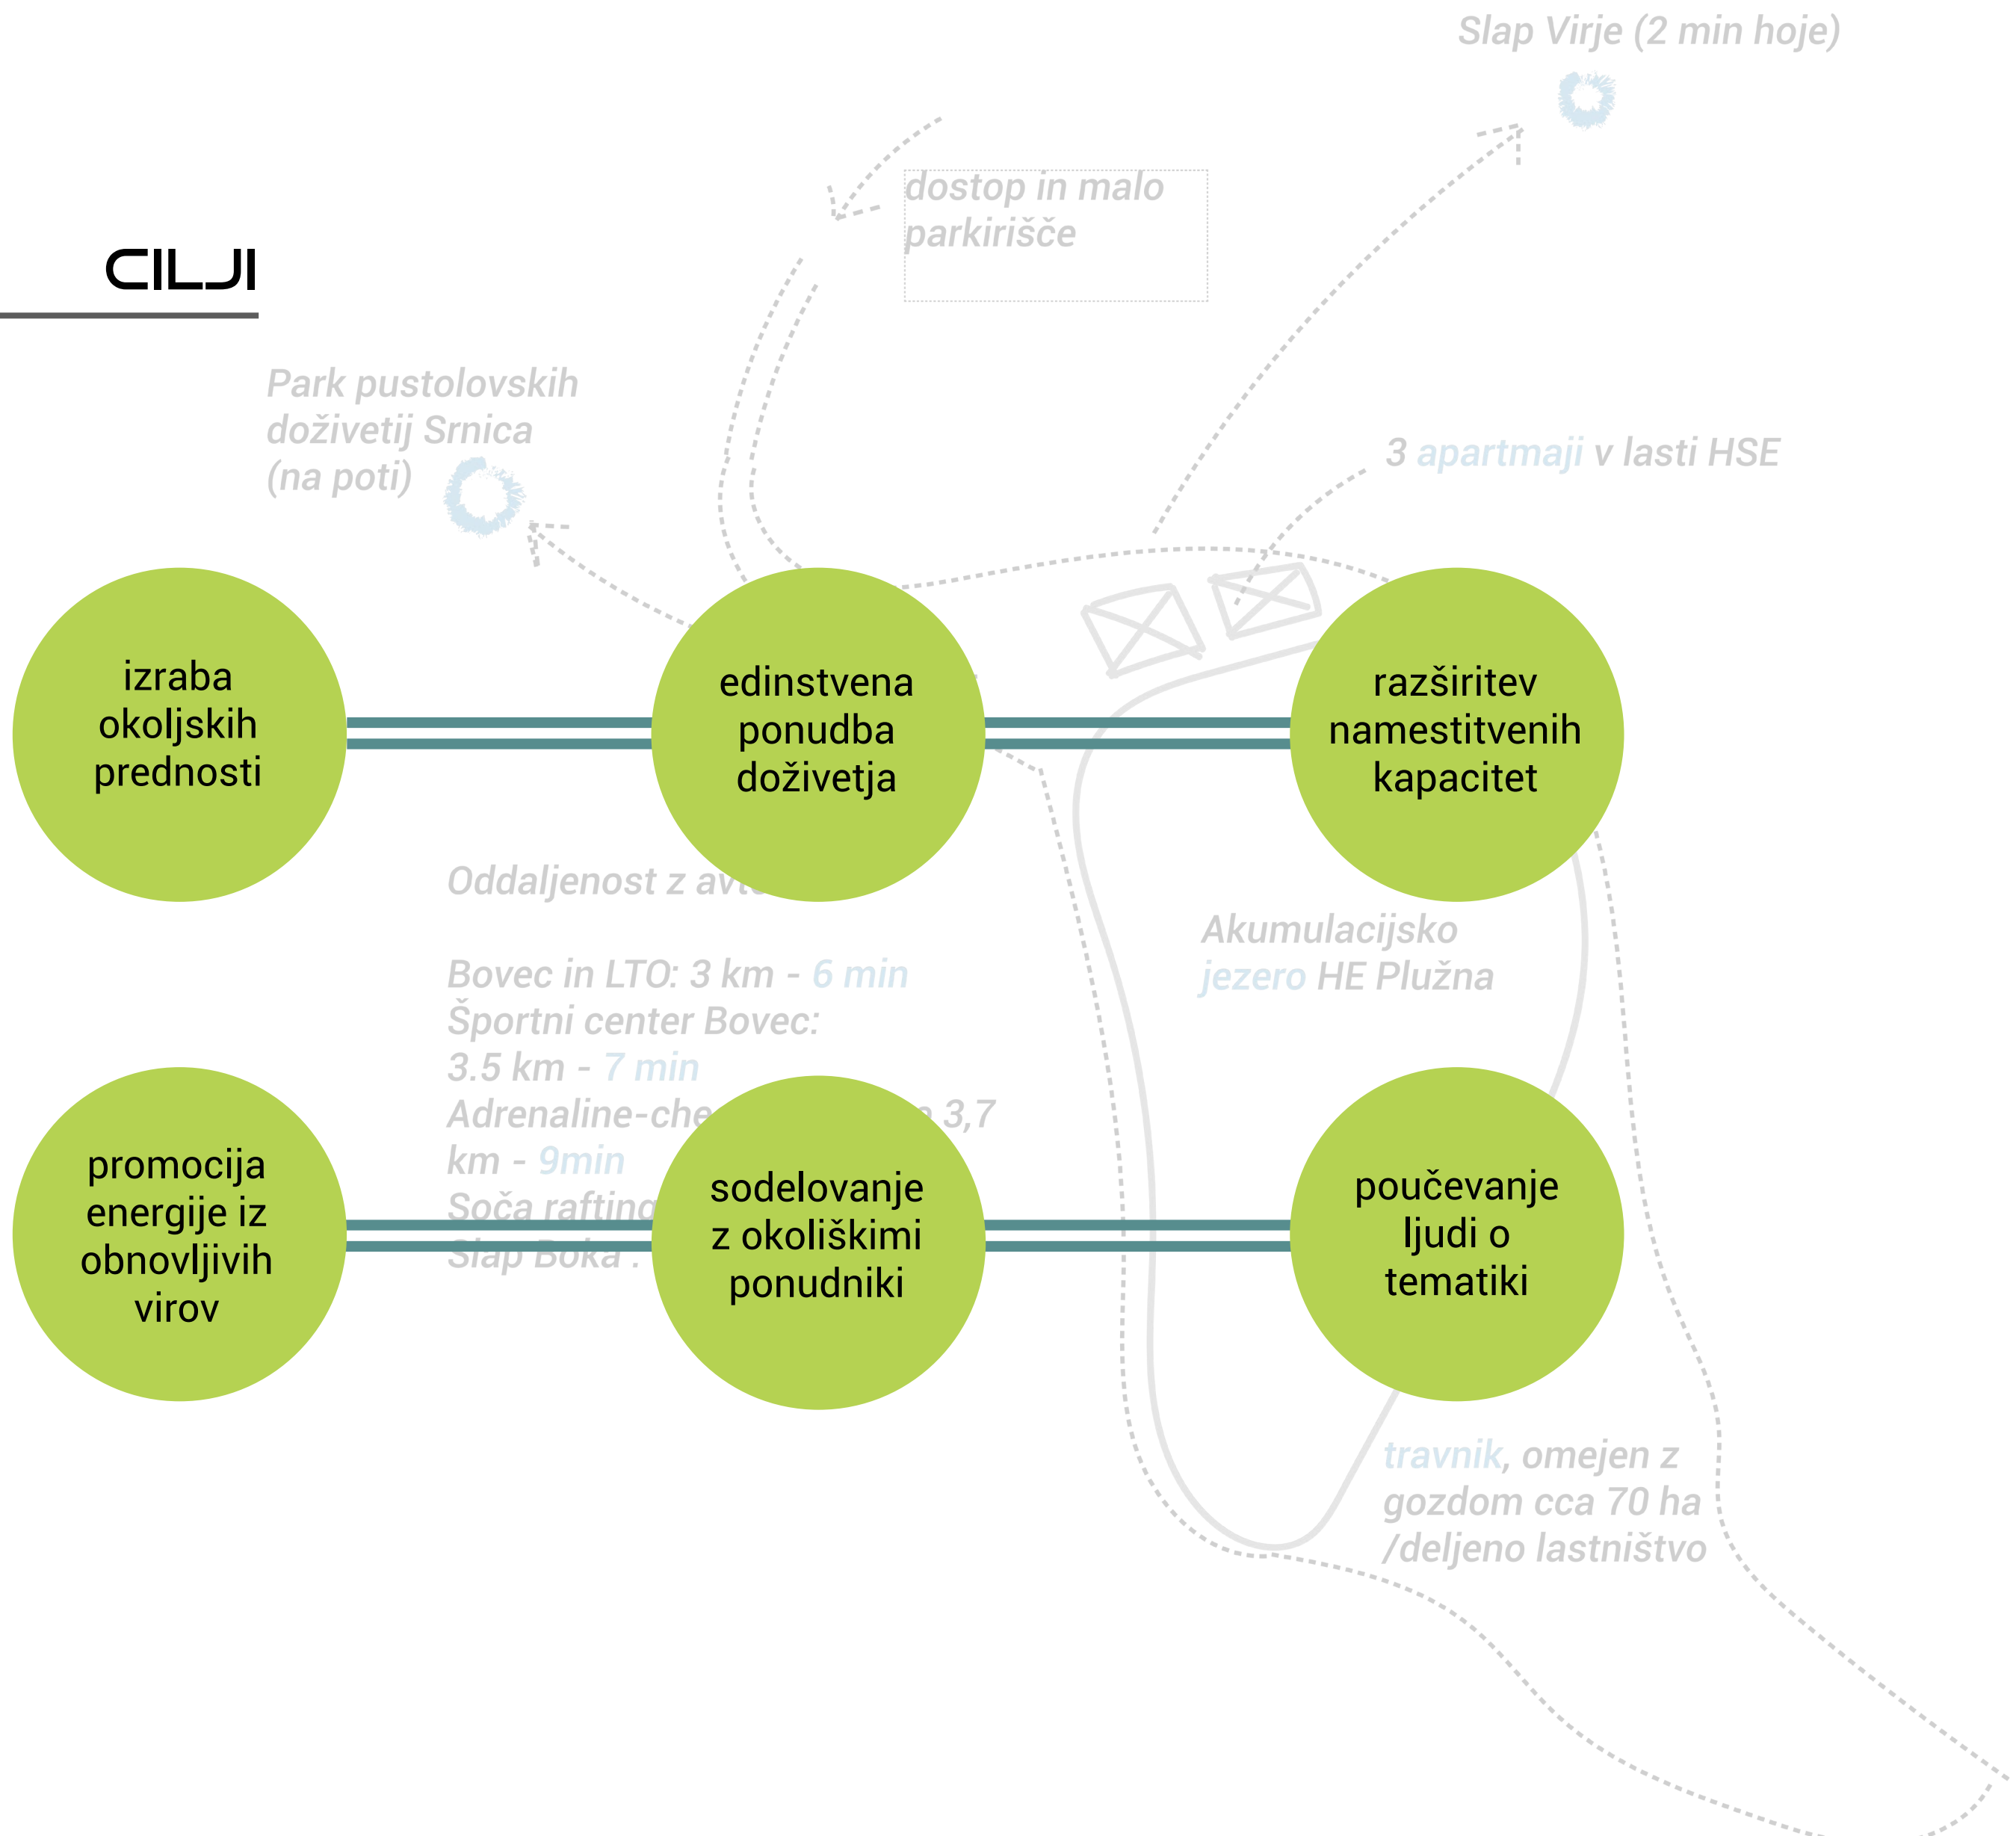 Slap Virje (2 min hoje)
dostop in malo
parkirišče
CILJI
Park pustolovskih
doživetij Srnica
(na poti)
3 apartmaji v lasti HSE
izraba
okoljskih
prednosti
edinstvena
ponudba
doživetja
razširitev
namestitvenih
kapacitet
Oddaljenost z
Akumulacijsko
jezero HE Plužna
Bovec in LTO: 3 km - 6 min
Športni center Bovec:
3.5 km - 7 min
3,7
km - 9min
Soča rafting
Slap Boka :
promocija
energije iz
obnovljivih
virov
sodelovanje
z okoliškimi
ponudniki
poučevanje
ljudi o
tematiki
travnik, omejen z
gozdom cca 70 ha
/deljeno lastništvo